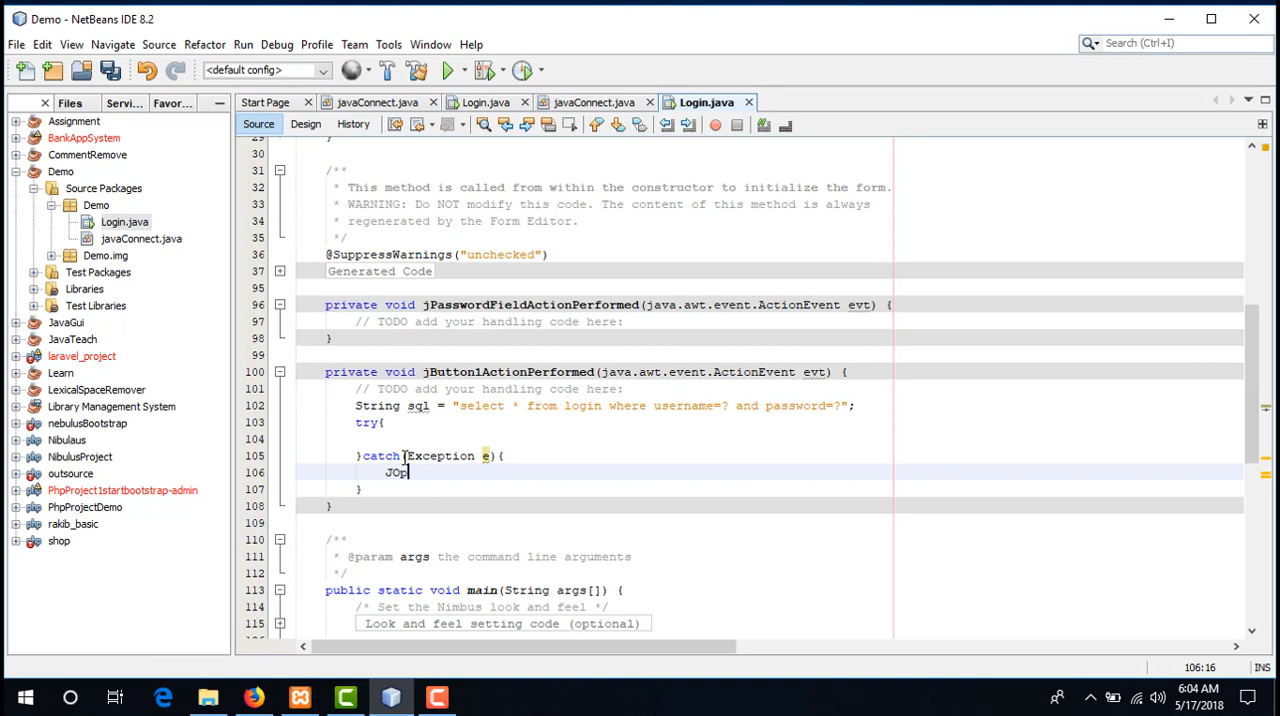 Demo - NetBeans IDE 8.2
File Edit View Navigate Source Refactor Run Debug Profile Team Tools Window Help
Search (Ctrl+I)
<default config>
Files Servi... Favor...
Start Page javaConnect.java Login.java javaConnect.java Login.java
Source Design History
Assignment
BankAppSystem
CommentRemove
Demo
Source Packages
Demo
Login.java
javaConnect.java
Demo.img
Test Packages
Libraries
Test Libraries
JavaGui
JavaTeach
laravel_project
Learn
LexicalSpaceRemover
Library Management System
nebulusBootstrap
Nibulaus
NibulusProject
outsource
PhpProject1startbootstrap-admin
PhpProjectDemo
rakib_basic
shop
29 }
30
31 /**
32 * This method is called from within the constructor to initialize the form.
33 * WARNING: Do NOT modify this code. The content of this method is always
34 * regenerated by the Form Editor.
35 */
36 @SuppressWarnings("unchecked")
37 Generated Code
95
96 private void jPasswordFieldActionPerformed(java.awt.event.ActionEvent evt) {
97 // TODO add your handling code here:
98 }
99
100 private void jButton1ActionPerformed(java.awt.event.ActionEvent evt) {
101 // TODO add your handling code here:
102 String sql = "select * from login where username=? and password=?";
103 try{
104
105 }catch(Exception e){
106 JOp
107 }
108 }
109
110 /**
111 * @param args the command line arguments
112 */
113 public static void main(String args[]) {
114 /* Set the Nimbus look and feel */
115 Look and feel setting code (optional)
106:16 INS
6:04 AM
5/17/2018